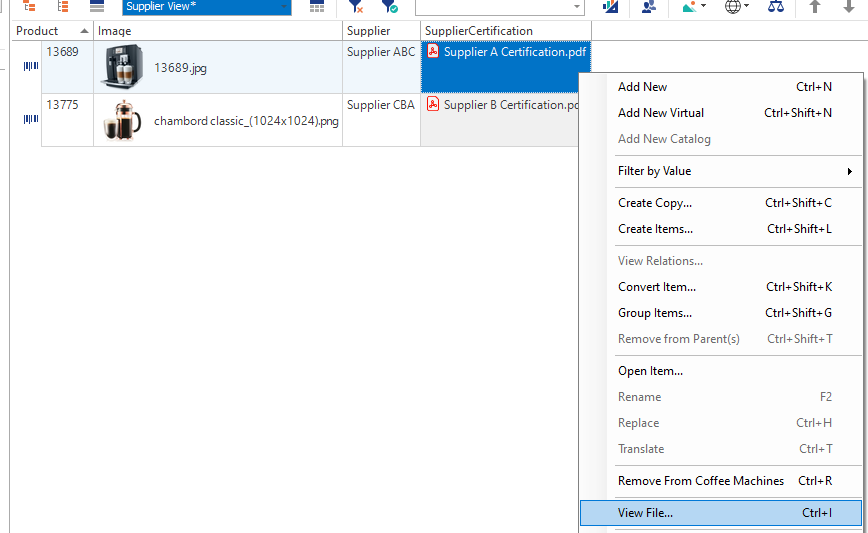 Supplier View*
Product Image Supplier SupplierCertification
13689 13689.jpg Supplier ABC Supplier A Certification.pdf
13775 chambord classic_(1024x1024).png Supplier CBA Supplier B Certification.pd
Add New Ctrl+N
Add New Virtual Ctrl+Shift+N
Add New Catalog
Filter by Value
Create Copy... Ctrl+Shift+C
Create Items... Ctrl+Shift+L
View Relations...
Convert Item... Ctrl+Shift+K
Group Items... Ctrl+Shift+G
Remove from Parent(s) Ctrl+Shift+T
Open Item...
Rename F2
Replace Ctrl+H
Translate Ctrl+T
Remove From Coffee Machines Ctrl+R
View File... Ctrl+I